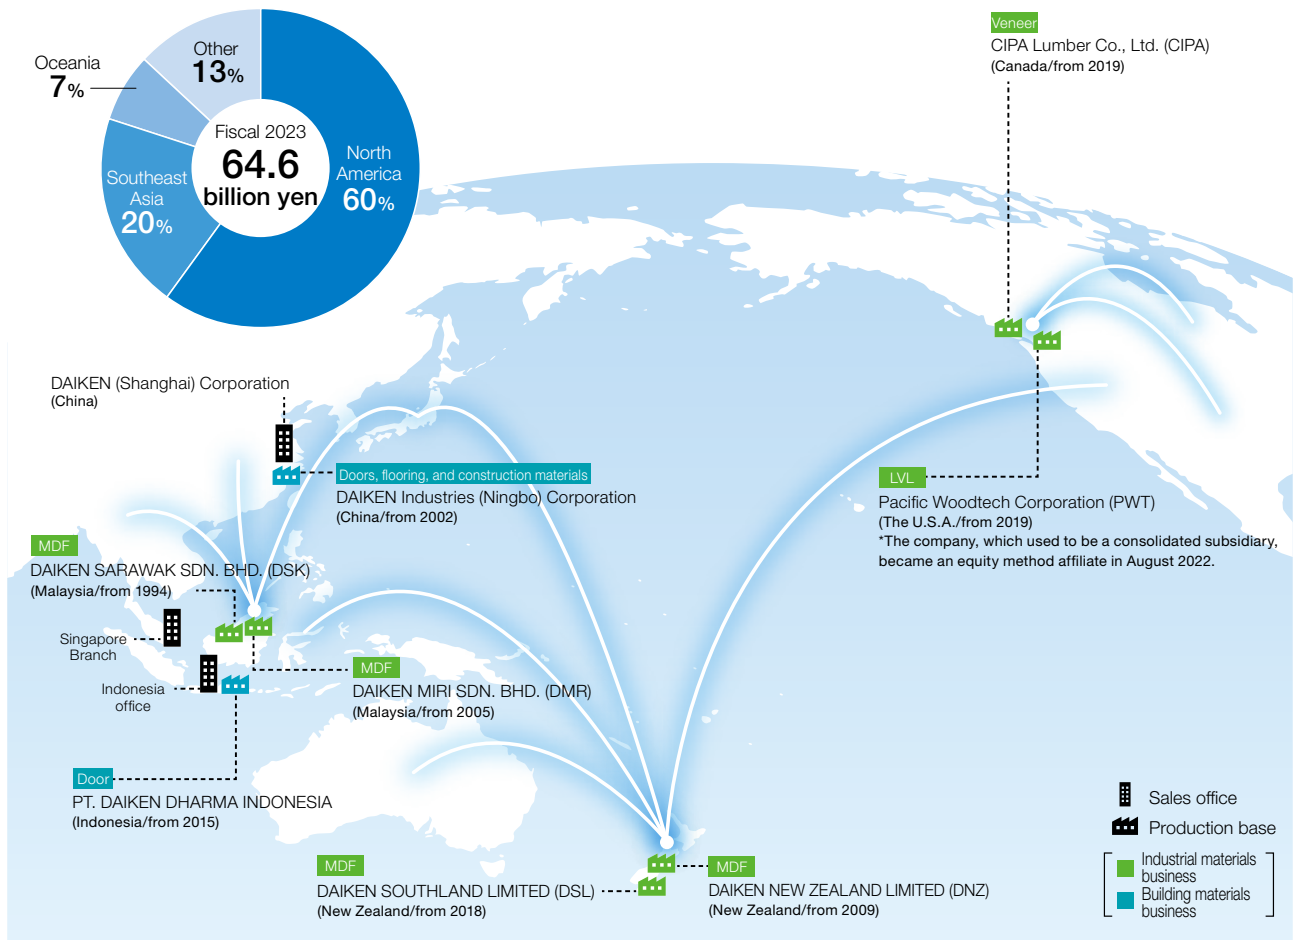 Other
13%
Oceania
7%
Fiscal 2023
64.6
billion yen
North
America
60%
Southeast
Asia
20%
Veneer
CIPA Lumber Co., Ltd. (CIPA)
(Canada/from 2019)
DAIKEN (Shanghai) Corporation
(China)
Doors, flooring, and construction materials
DAIKEN Industries (Ningbo) Corporation
(China/from 2002)
LVL
Pacific Woodtech Corporation (PWT)
(The U.S.A./from 2019)
*The company, which used to be a consolidated subsidiary,
became an equity method affiliate in August 2022.
MDF
DAIKEN SARAWAK SDN. BHD. (DSK)
(Malaysia/from 1994)
Singapore
Branch
Indonesia
office
MDF
DAIKEN MIRI SDN. BHD. (DMR)
(Malaysia/from 2005)
Door
PT. DAIKEN DHARMA INDONESIA
(Indonesia/from 2015)
MDF
DAIKEN SOUTHLAND LIMITED (DSL)
(New Zealand/from 2018)
MDF
DAIKEN NEW ZEALAND LIMITED (DNZ)
(New Zealand/from 2009)
Sales office
Production base
Industrial materials
business
Building materials
business